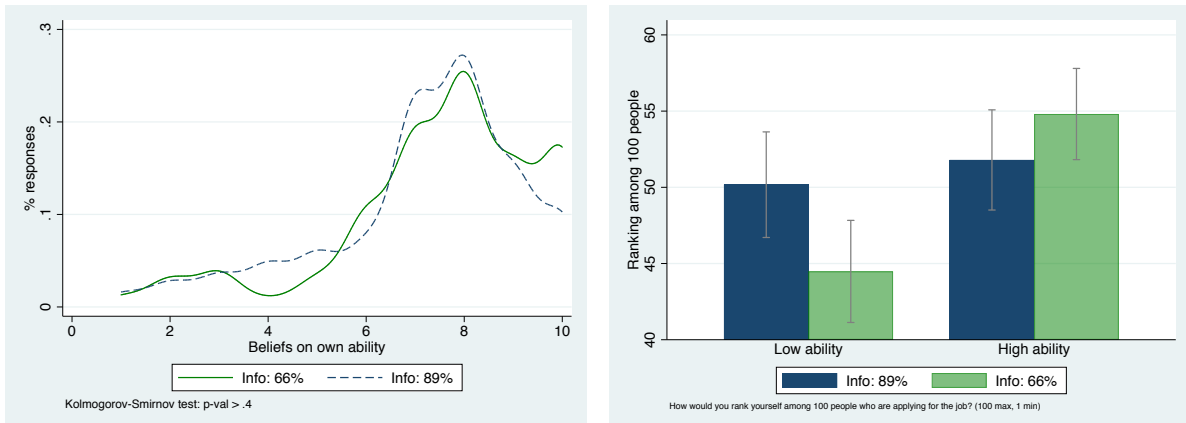 % responses
.3
.2
.1
0
0 2 4 6 8 10
Beliefs on own ability
Info: 66% Info: 89%
Kolmogorov-Smirnov test: p-val > .4
Ranking among 100 people
60
55
50
45
40
Low ability High ability
Info: 89% Info: 66%
How would you rank yourself among 100 people who are applying for the job? (100 max, 1 min)